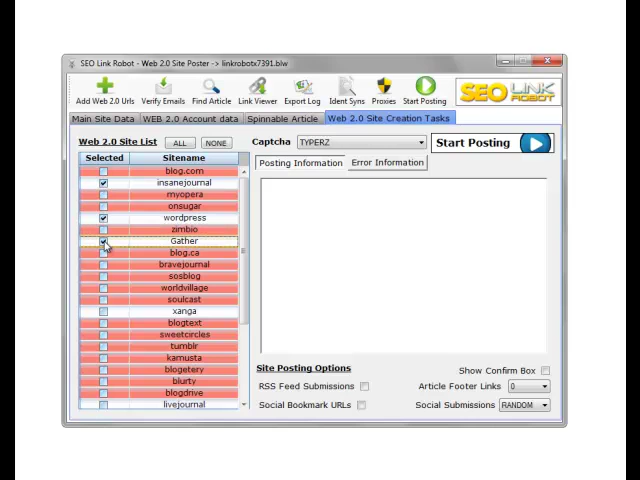 SEO Link Robot - Web 2.0 Site Poster -> linkrobotx7391.blw
Add Web 2.0 Urls Verify Emails Find Article Link Viewer Export Log Ident Sync Proxies Start Posting
SEO LINK ROBOT
Main Site Data WEB 2.0 Account data Spinnable Article Web 2.0 Site Creation Tasks
Web 2.0 Site List ALL NONE Captcha TYPERZ Start Posting
Selected Sitename
Posting Information Error Information
blog.com
insanejournal
myopera
onsugar
wordpress
zimbio
Gather
blog.ca
bravejournal
sosblog
worldvillage
soulcast
xanga
blogtext
sweetcircles
tumblr
kamusta
blogetery
blurty
blogdrive
livejournal
Site Posting Options Show Confirm Box
RSS Feed Submissions Article Footer Links 0
Social Bookmark URLs Social Submissions RANDOM